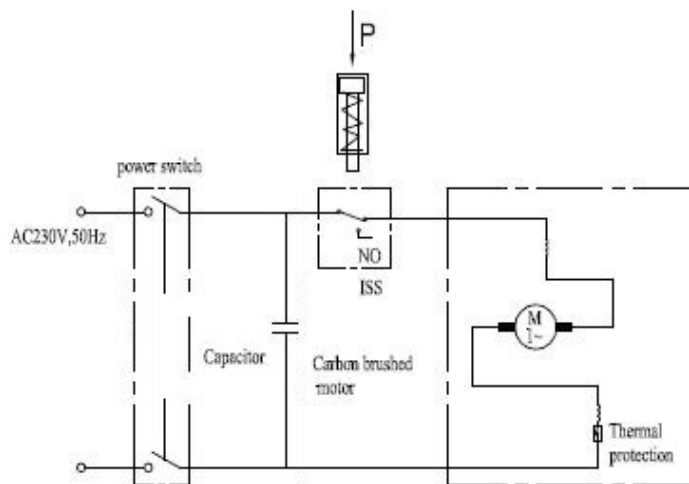 P
power switch
AC230V,50Hz
NO
ISS
M
1~
Capacitor
Carbon brushed
motor
Thermal
protection